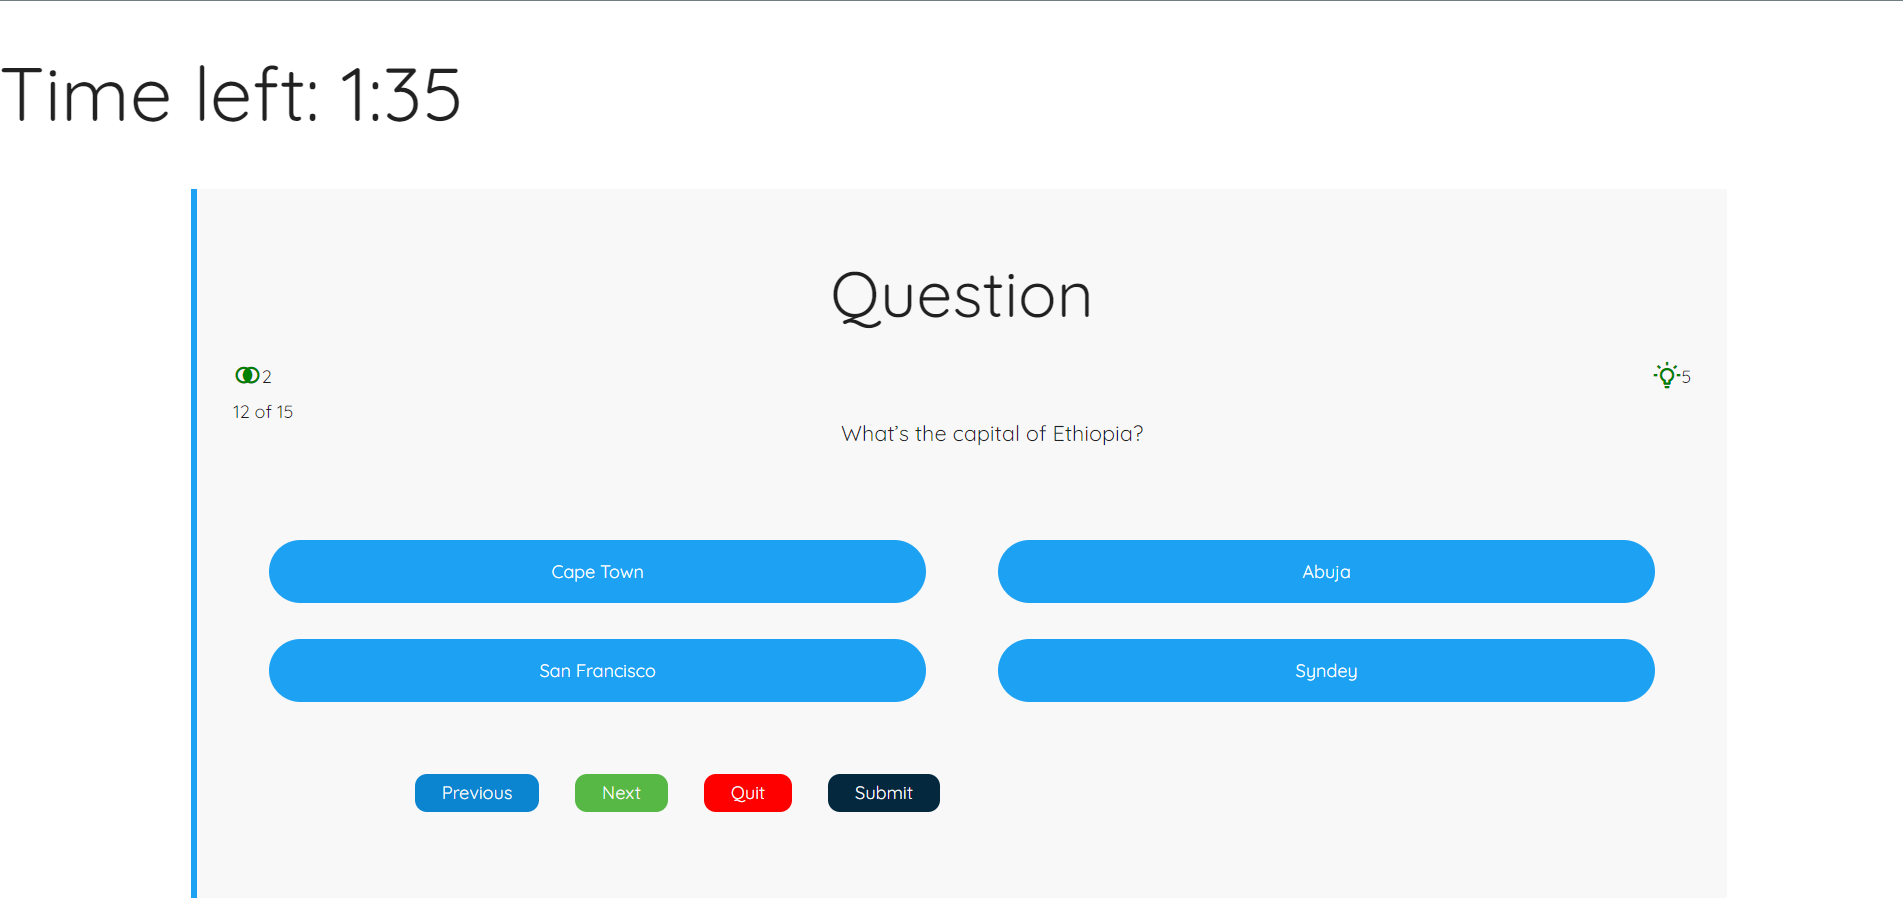 Time left: 1:35
Question
2
5
12 of 15
What's the capital of Ethiopia?
Cape Town
Abuja
San Francisco
Syndey
Previous
Next
Quit
Submit